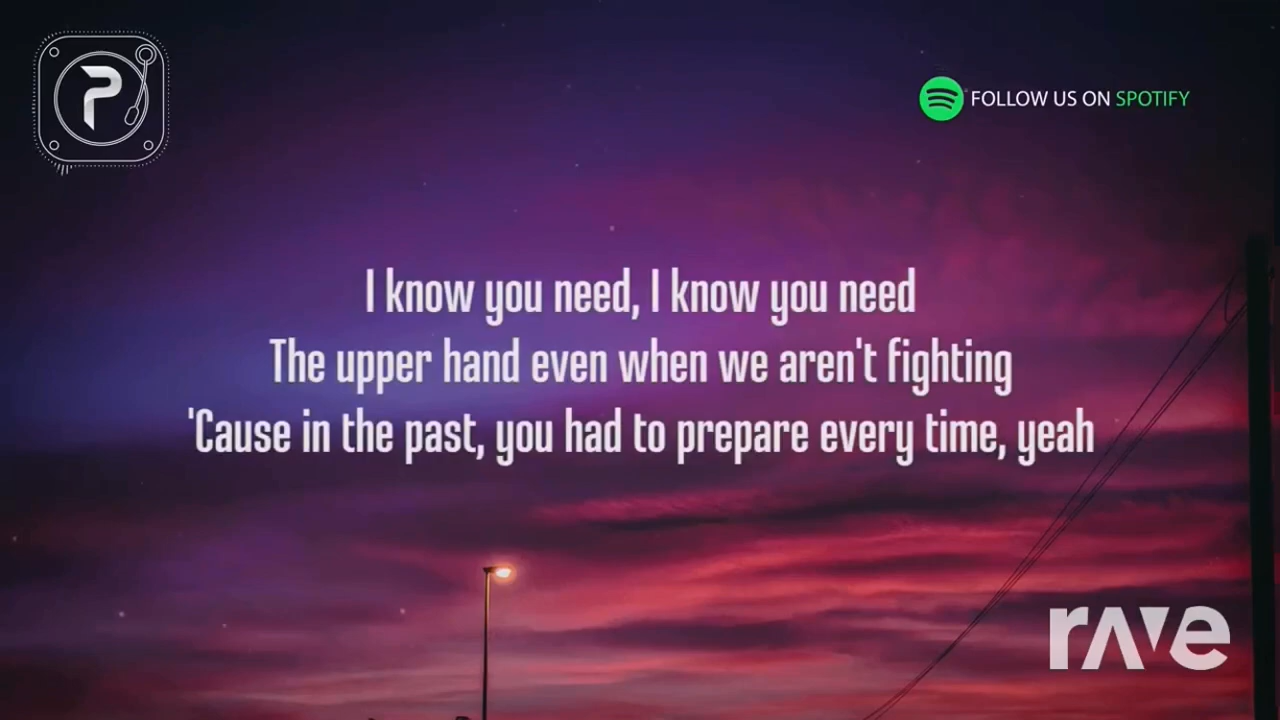 P
FOLLOW US ON SPOTIFY
I know you need, I know you need
The upper hand even when we aren't fighting
'Cause in the past, you had to prepare every time, yeah
rave